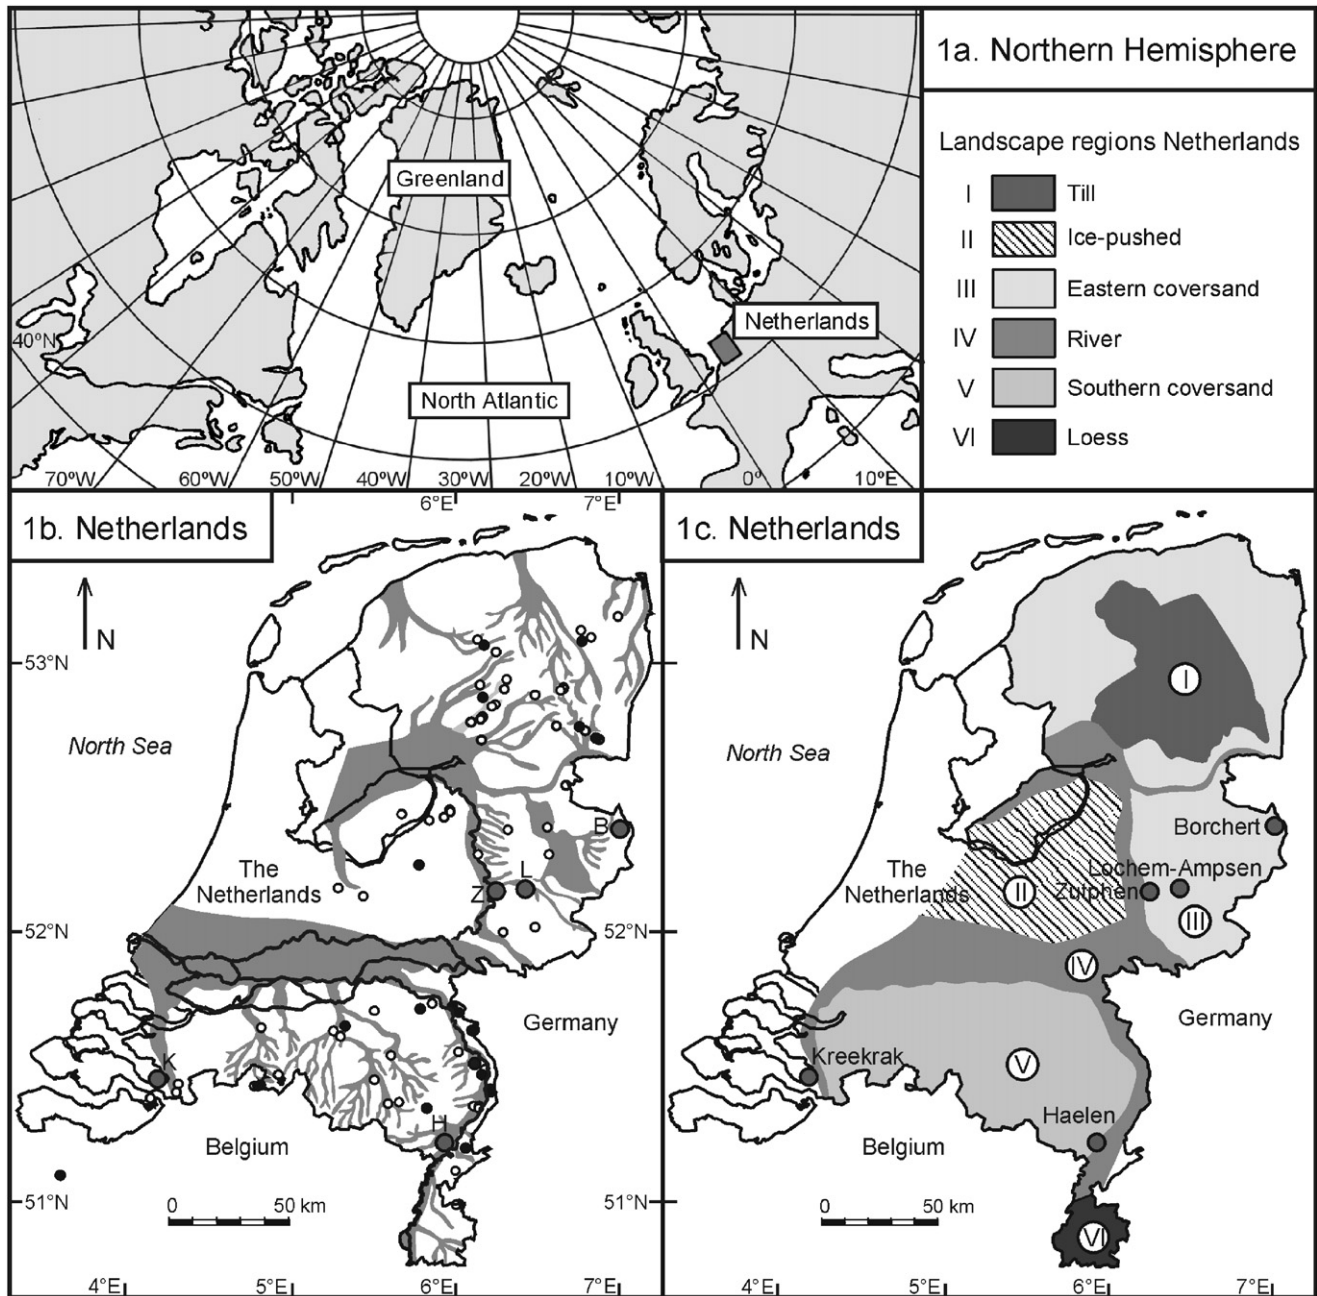 1a. Northern Hemisphere
Greenland
Netherlands
North Atlantic
40°N
70°W
60°W
50°W
40°W
30°W
20°W
10°W
0°
10°E
Landscape regions Netherlands
I Till
II Ice-pushed
III Eastern coversand
IV River
V Southern coversand
VI Loess
1b. Netherlands
6°E
7°E
N
53°N
North Sea
B
The
Netherlands
L
Z
52°N
Germany
K
H
Belgium
0 50 km
51°N
4°E
5°E
6°E
7°E
1c. Netherlands
N
I
North Sea
Borchert
The
Netherlands
Lochem-Ampsen
Zutphen
II
III
IV
Germany
Kreekrak
V
Haelen
Belgium
0 50 km
VI
4°E
5°E
6°E
7°E